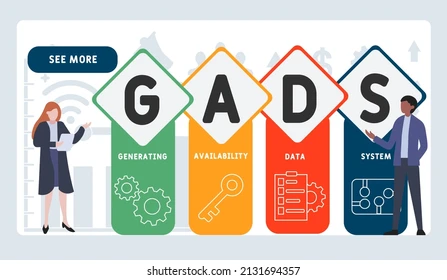 SEE MORE
G A D S
GENERATING AVAILABILITY DATA SYSTEM
shutterstock.com · 2131694357